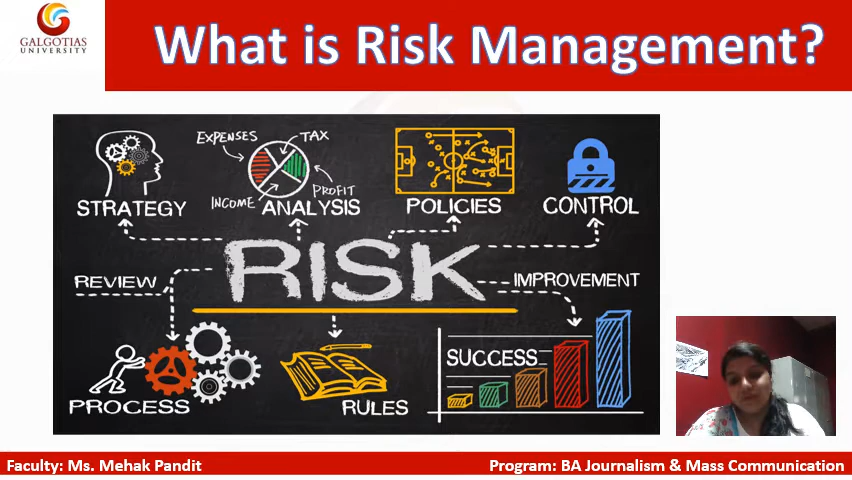 GALGOTIAS
UNIVERSITY
What is Risk Management?
EXPENSES
TAX
INCOME
PROFIT
STRATEGY
ANALYSIS
POLICIES
CONTROL
RISK
REVIEW
IMPROVEMENT
SUCCESS
PROCESS
RULES
Faculty: Ms. Mehak Pandit
Program: BA Journalism & Mass Communication